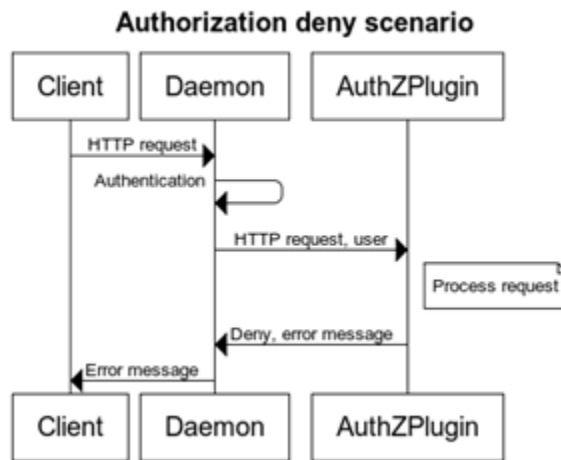 Authorization deny scenario
Client
Daemon
AuthZPlugin
HTTP request
Authentication
HTTP request, user
Process request
Deny, error message
Error message
Client
Daemon
AuthZPlugin